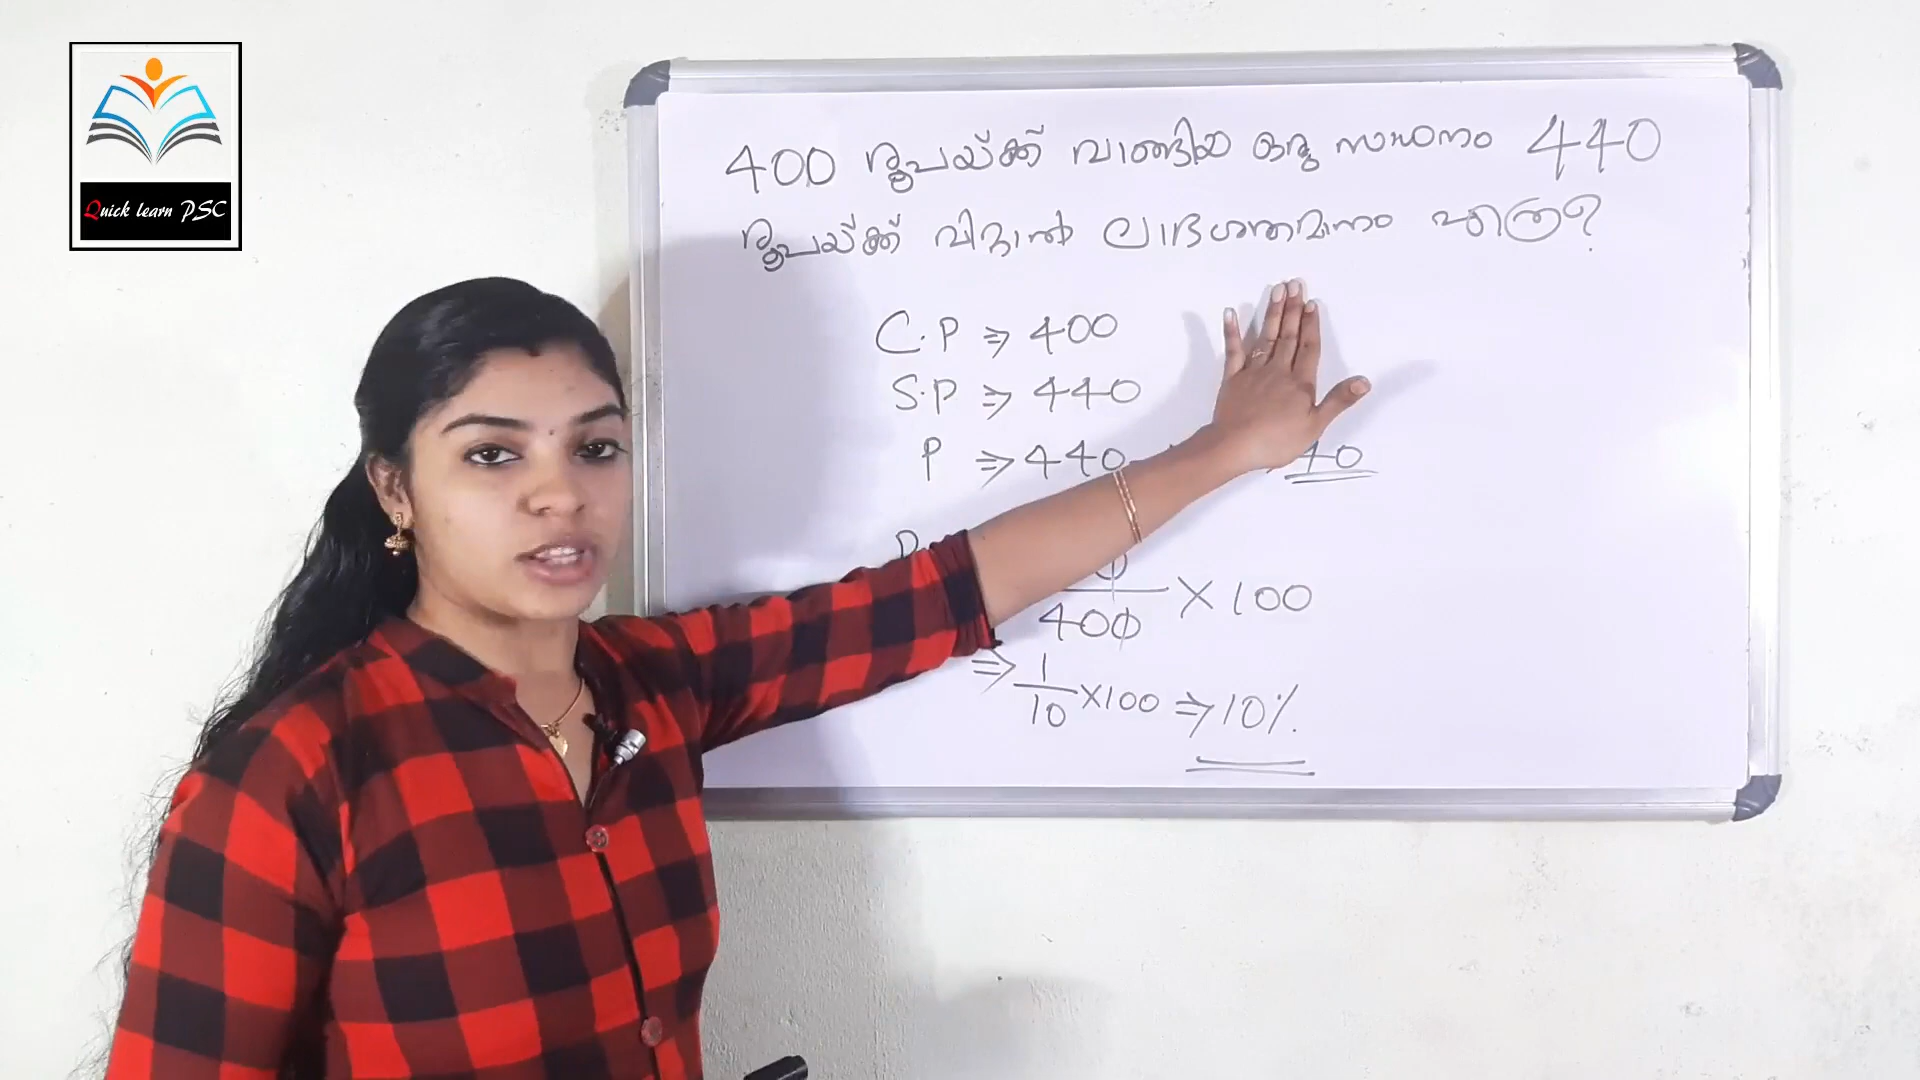 Quick learn PSC
400 രൂപയ്ക്ക് വാങ്ങിയ ഒരു സാധനം 440
രൂപയ്ക്ക് വിറ്റാൽ ലാഭശതമാനം എത്ര?
C.P ⇒ 400
S.P ⇒ 440
P ⇒ 440
40
400 × 100
⇒ 1/10 ×100 ⇒ 10%